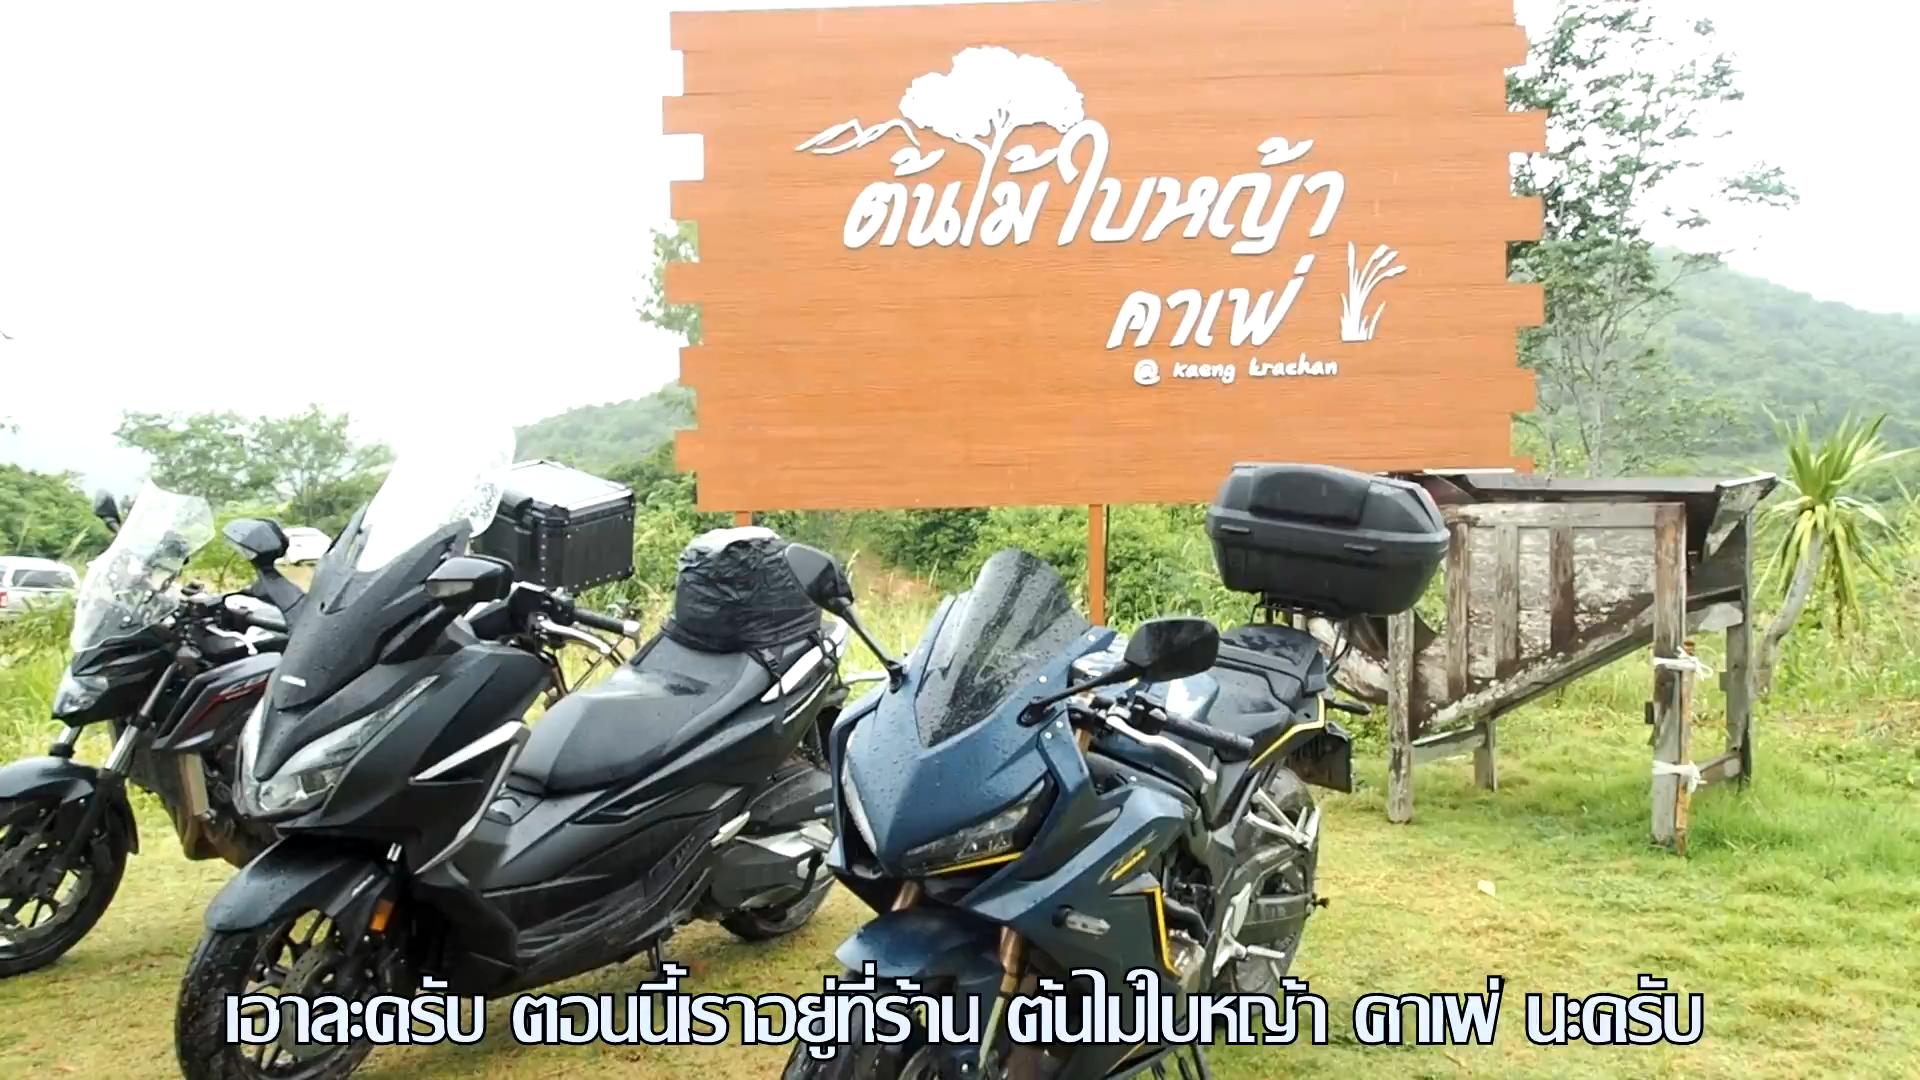 ต้นไม้ใบหญ้า
คาเฟ่
@ kaeng krachan
เอาละครับ ตอนนี้เราอยู่ที่ร้าน ต้นไม้ใบหญ้า คาเฟ่ นะครับ